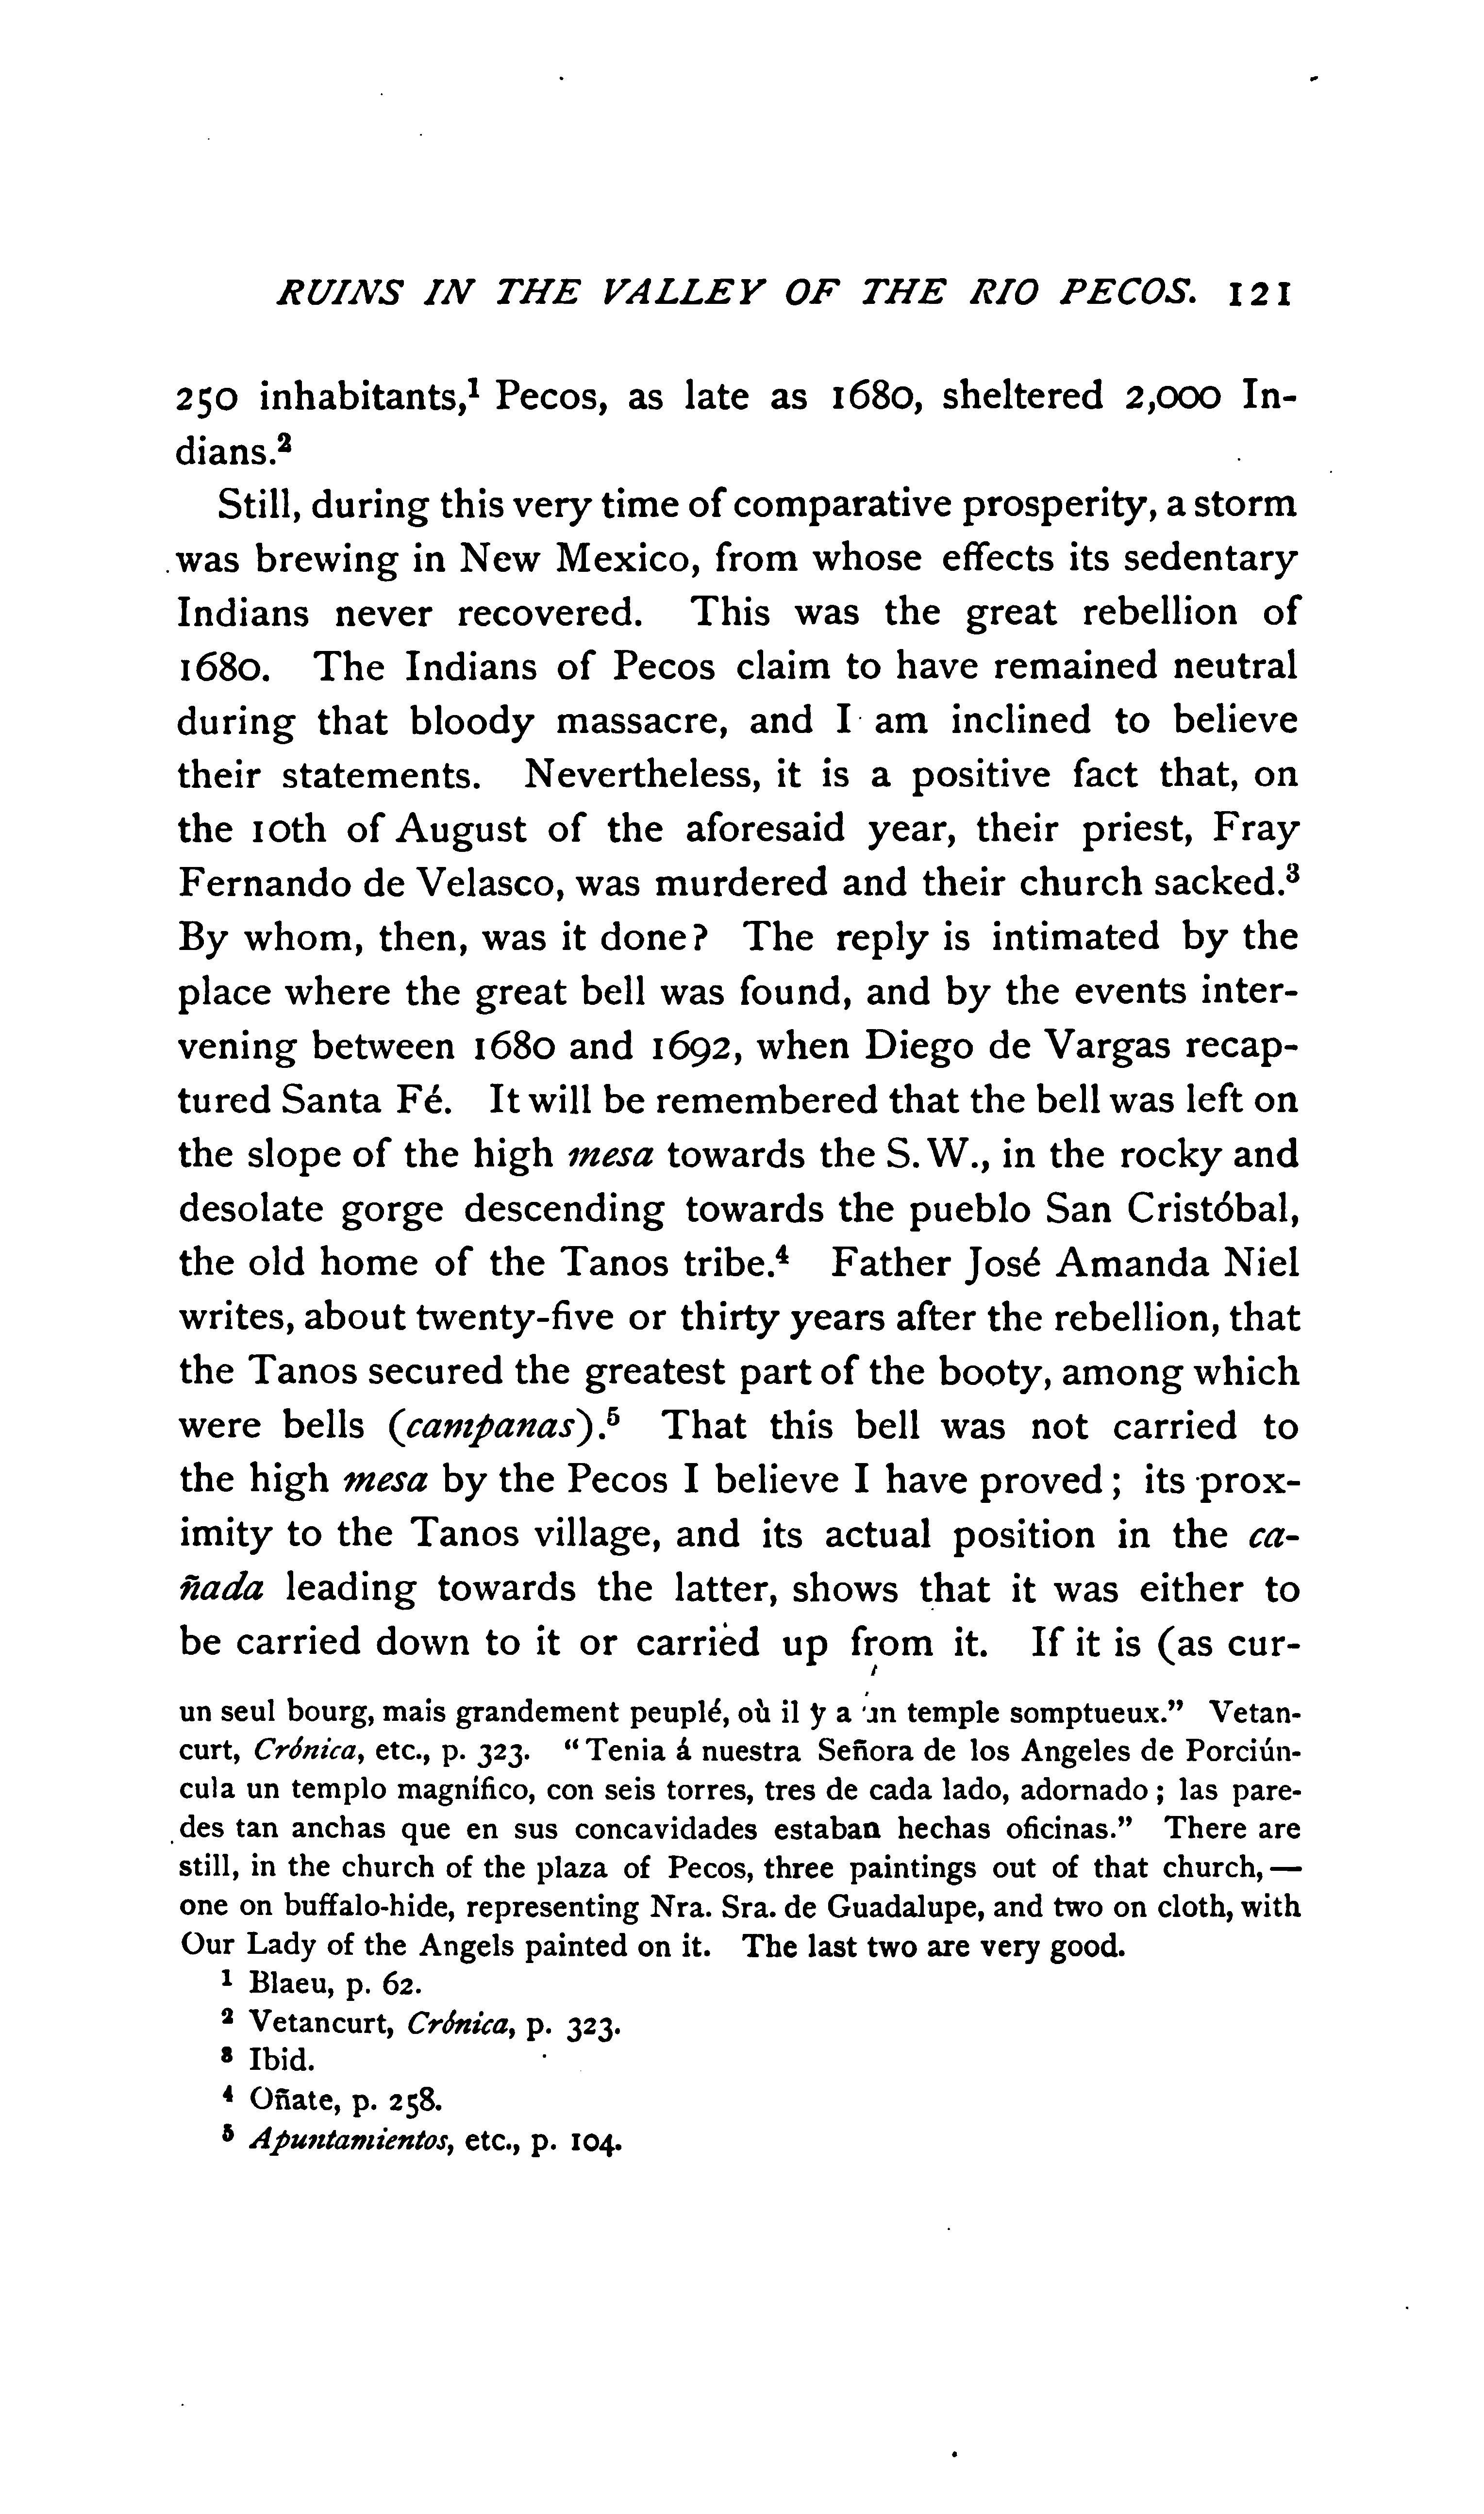 RUINS IN THE VALLEY OF THE RIO PECOS. 121
250 inhabitants,¹ Pecos, as late as 1680, sheltered 2,000 In-
dians.²
Still, during this very time of comparative prosperity, a storm
was brewing in New Mexico, from whose effects its sedentary
Indians never recovered. This was the great rebellion of
1680. The Indians of Pecos claim to have remained neutral
during that bloody massacre, and I am inclined to believe
their statements. Nevertheless, it is a positive fact that, on
the 10th of August of the aforesaid year, their priest, Fray
Fernando de Velasco, was murdered and their church sacked.³
By whom, then, was it done? The reply is intimated by the
place where the great bell was found, and by the events inter-
vening between 1680 and 1692, when Diego de Vargas recap-
tured Santa Fé. It will be remembered that the bell was left on
the slope of the high mesa towards the S. W., in the rocky and
desolate gorge descending towards the pueblo San Cristóbal,
the old home of the Tanos tribe.⁴ Father José Amanda Niel
writes, about twenty-five or thirty years after the rebellion, that
the Tanos secured the greatest part of the booty, among which
were bells (campanas).⁵ That this bell was not carried to
the high mesa by the Pecos I believe I have proved; its prox-
imity to the Tanos village, and its actual position in the ca-
ñada leading towards the latter, shows that it was either to
be carried down to it or carried up from it. If it is (as cur-
un seul bourg, mais grandement peuplé, où il y a un temple somptueux." Vetan-
curt, Crónica, etc., p. 323. "Tenia á nuestra Señora de los Angeles de Porciún-
cula un templo magnífico, con seis torres, tres de cada lado, adornado; las pare-
des tan anchas que en sus concavidades estaban hechas oficinas." There are
still, in the church of the plaza of Pecos, three paintings out of that church,—
one on buffalo-hide, representing Nra. Sra. de Guadalupe, and two on cloth, with
Our Lady of the Angels painted on it. The last two are very good.
¹ Blaeu, p. 62.
² Vetancurt, Crónica, p. 323.
³ Ibid.
⁴ Oñate, p. 258.
⁵ Apuntamientos, etc., p. 104.